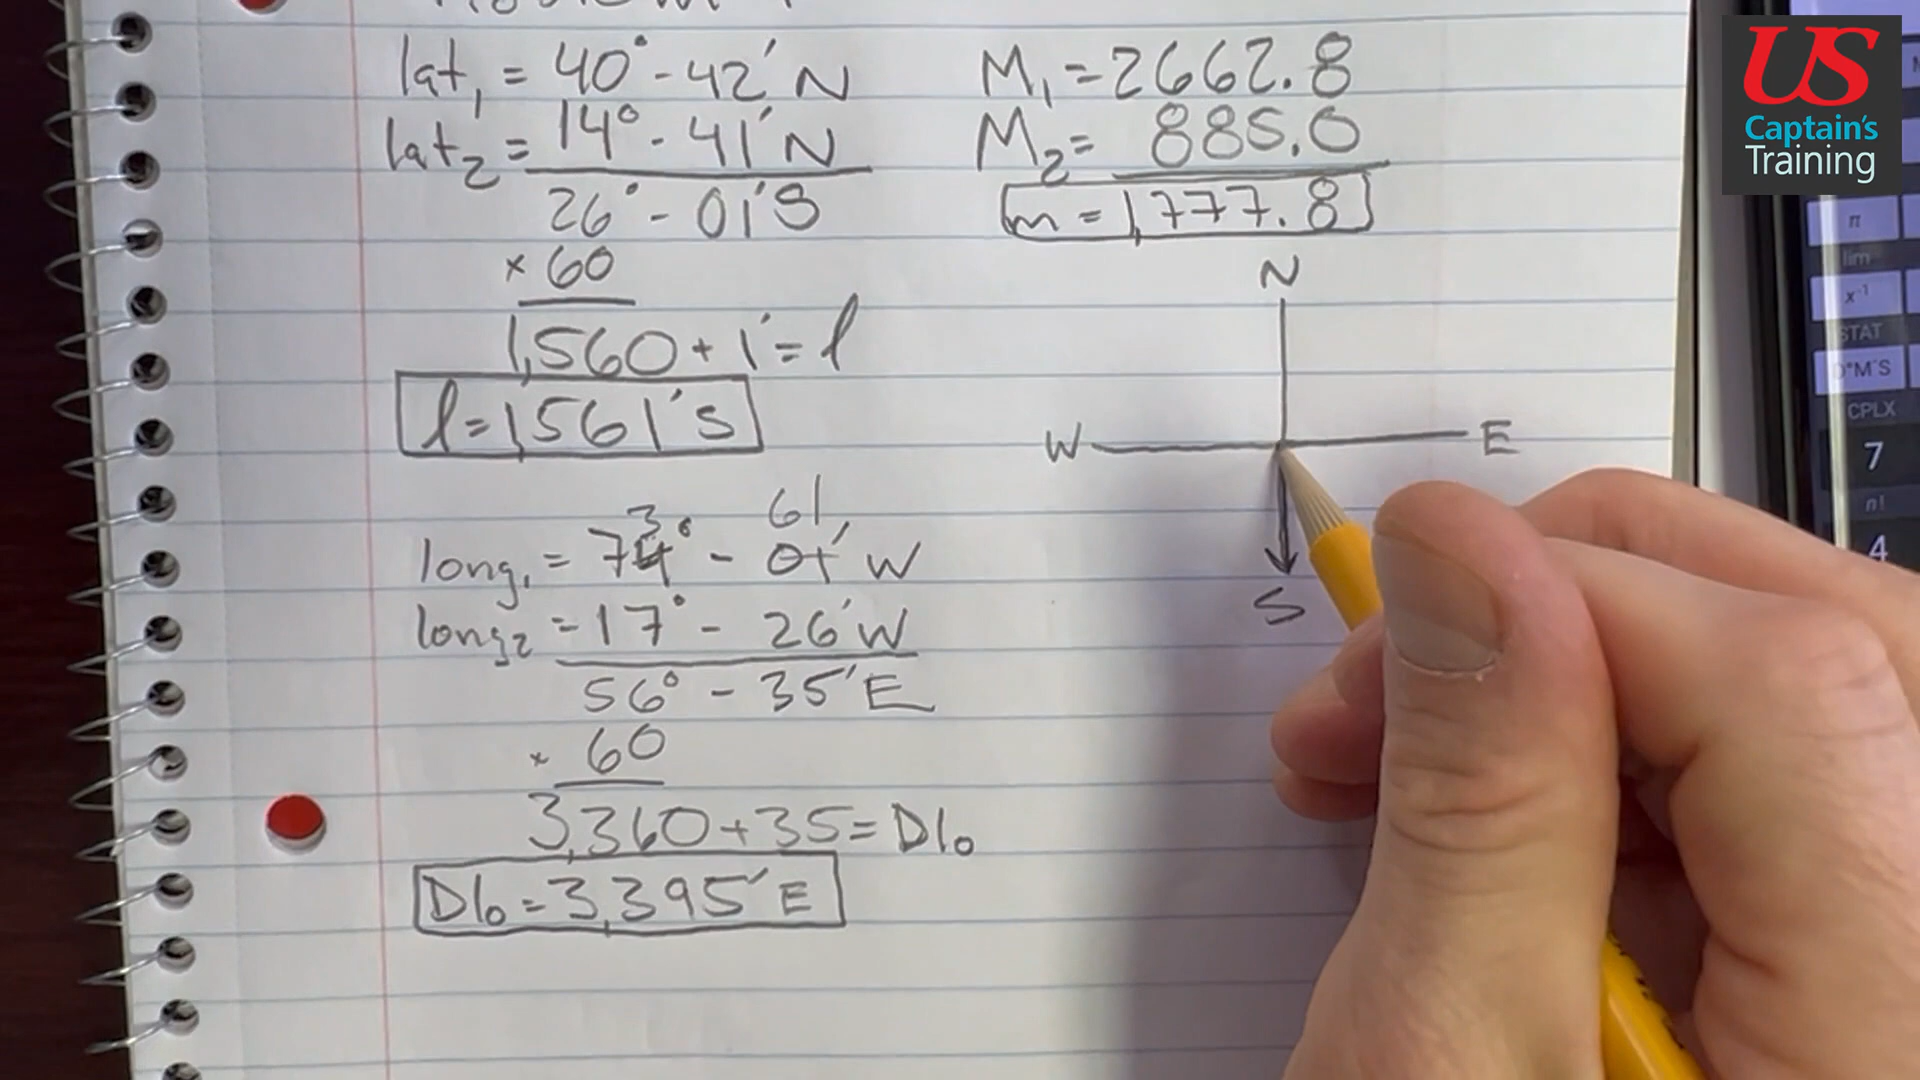 lat₁ = 40° - 42' N
lat₂ = 14° - 41' N
26° - 01' S
× 60
1,560 + 1' = l
l = 1,561' S
3 61
long₁ = 74° - 01' W
long₂ = 17° - 26' W
56° - 35' E
× 60
3,360 + 35 = Dlo
Dlo = 3,395' E
M₁ = 2662.8
M₂ = 885.0
m = 1,777.8
N
W E
S
US
Captain's
Training
π
lim
x⁻¹
STAT
D°M'S
CPLX
7
n!
4